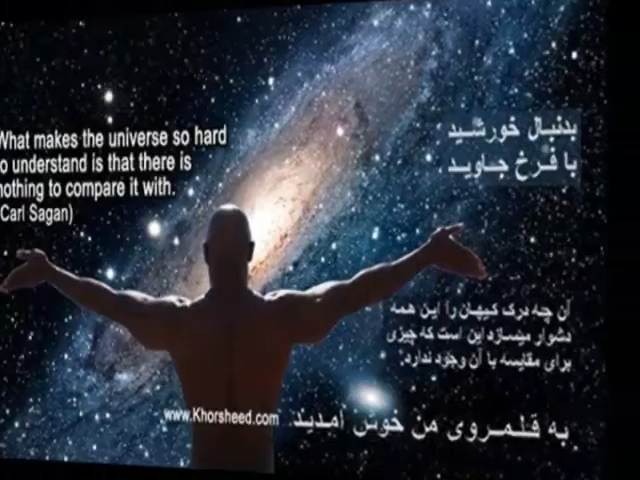 What makes the universe so hard
to understand is that there is
nothing to compare it with.
(Carl Sagan)
بدنبال خورشید
با فرخ جاوید
آن چه درک کیهان را این همه
دشوار میسازد این است که چیزی
برای مقایسه با آن وجود ندارد.
www.Khorsheed.com
به قلمروی من خوش آمدید